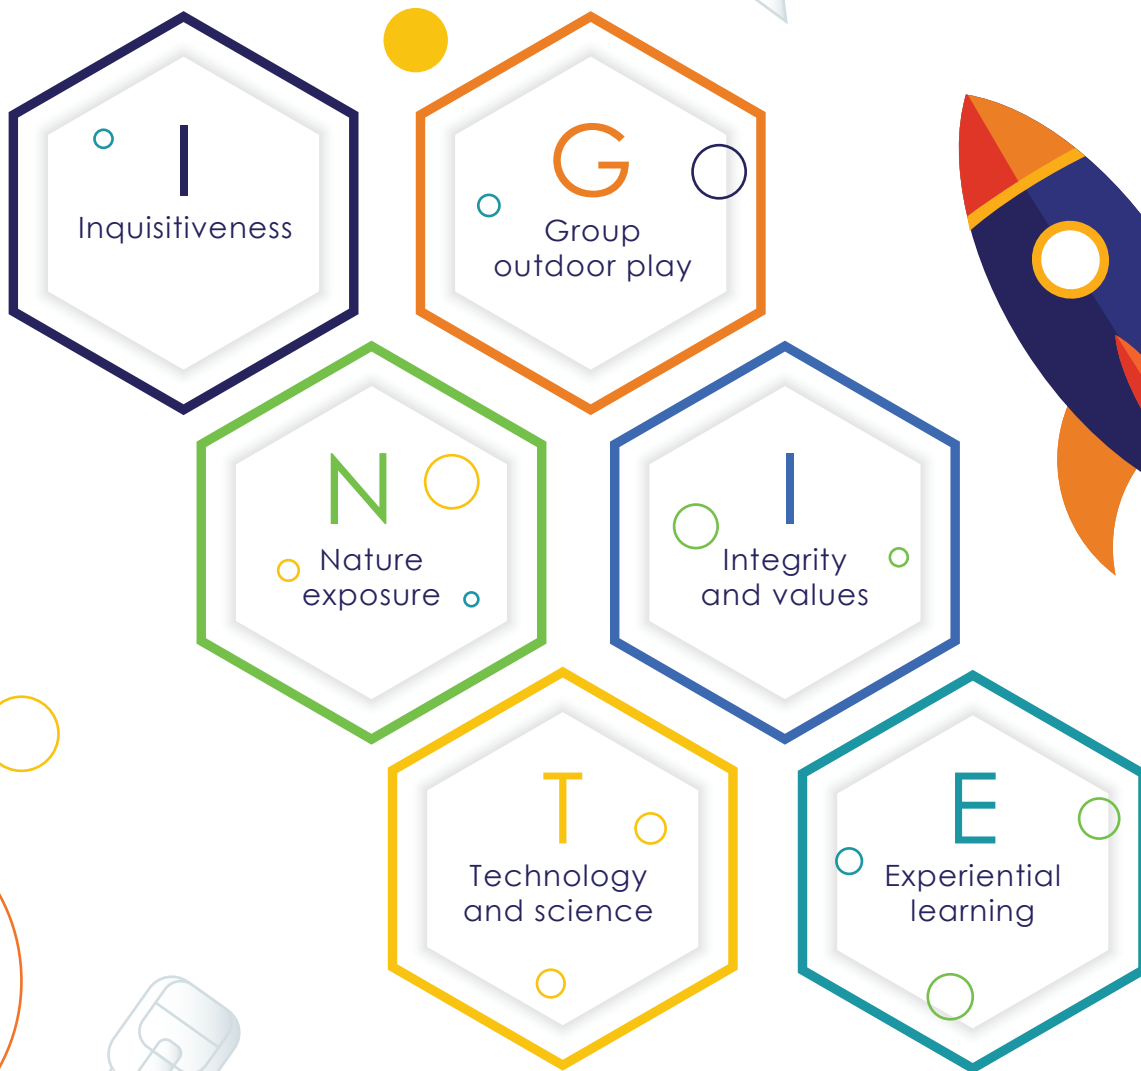 I
Inquisitiveness
G
Group
outdoor play
N
Nature
exposure
I
Integrity
and values
T
Technology
and science
E
Experiential
learning